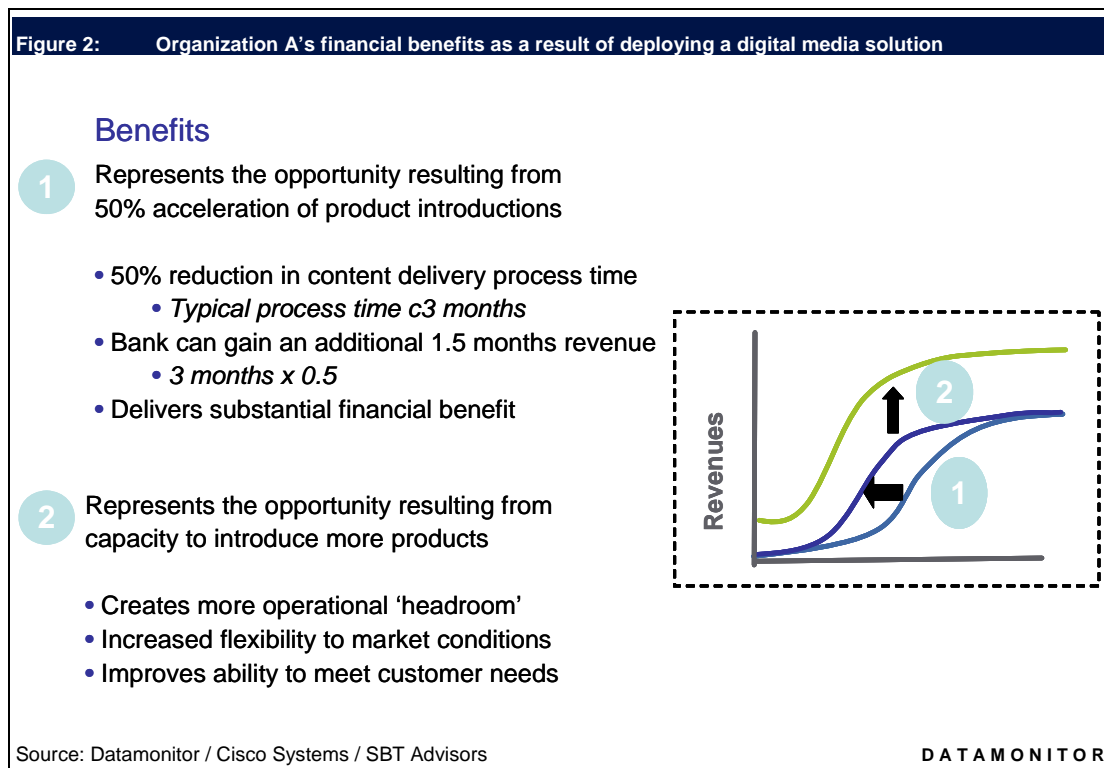 Figure 2: Organization A's financial benefits as a result of deploying a digital media solution
Benefits
1
Represents the opportunity resulting from
50% acceleration of product introductions
• 50% reduction in content delivery process time
• Typical process time c3 months
• Bank can gain an additional 1.5 months revenue
• 3 months x 0.5
• Delivers substantial financial benefit
2
Represents the opportunity resulting from
capacity to introduce more products
• Creates more operational ‘headroom’
• Increased flexibility to market conditions
• Improves ability to meet customer needs
Revenues
2
1
Source: Datamonitor / Cisco Systems / SBT Advisors
DATAMONITOR